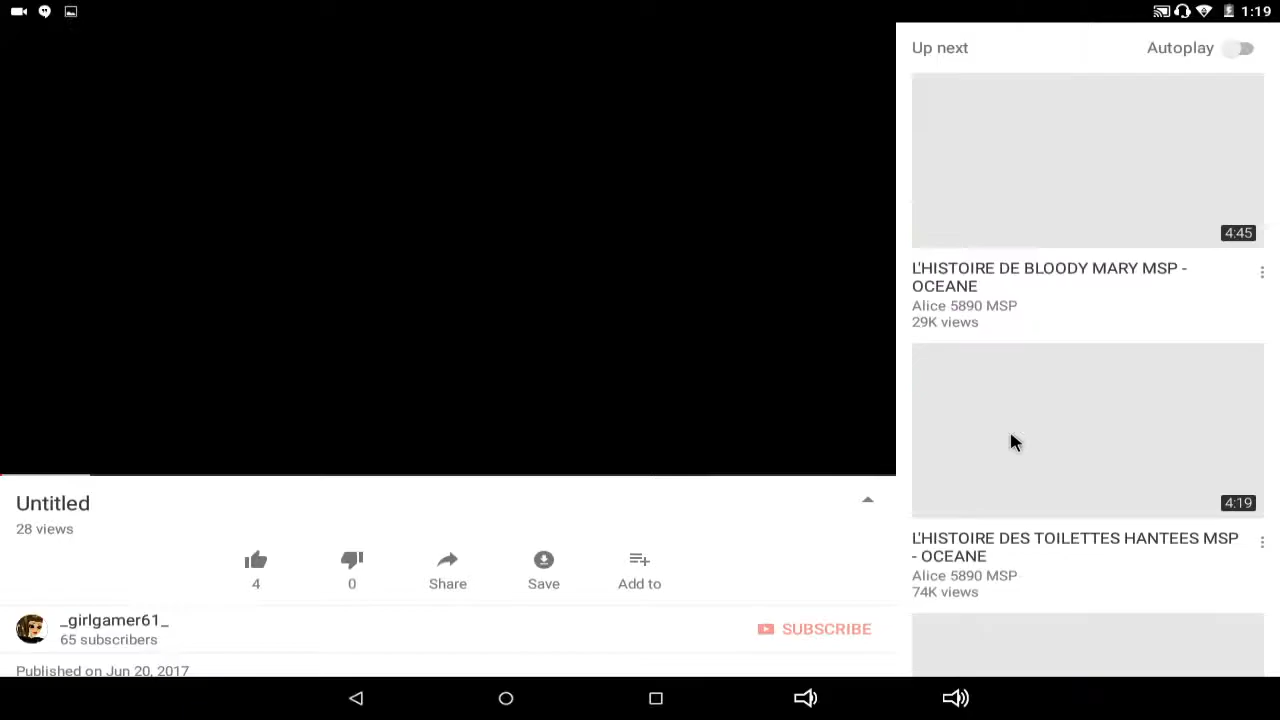 1:19
Up next
Autoplay
4:45
L'HISTOIRE DE BLOODY MARY MSP -
OCEANE
Alice 5890 MSP
29K views
4:19
L'HISTOIRE DES TOILETTES HANTEES MSP
- OCEANE
Alice 5890 MSP
74K views
Untitled
28 views
4
0
Share
Save
Add to
_girlgamer61_
65 subscribers
SUBSCRIBE
Published on Jun 20, 2017